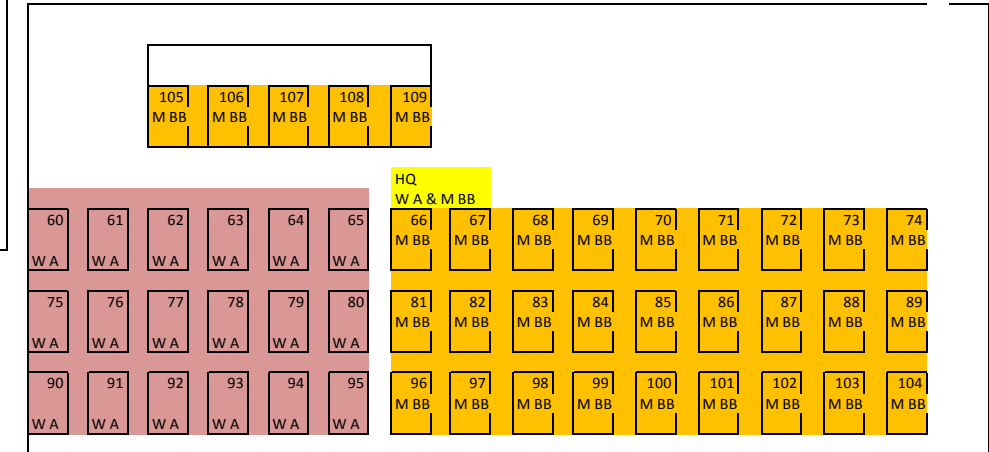 105 106 107 108 109
M BB M BB M BB M BB M BB
HQ
W A & M BB
60 61 62 63 64 65 66 67 68 69 70 71 72 73 74
M BB M BB M BB M BB M BB M BB M BB M BB M BB
W A W A W A W A W A W A
75 76 77 78 79 80 81 82 83 84 85 86 87 88 89
M BB M BB M BB M BB M BB M BB M BB M BB M BB
W A W A W A W A W A W A
90 91 92 93 94 95 96 97 98 99 100 101 102 103 104
M BB M BB M BB M BB M BB M BB M BB M BB M BB
W A W A W A W A W A W A